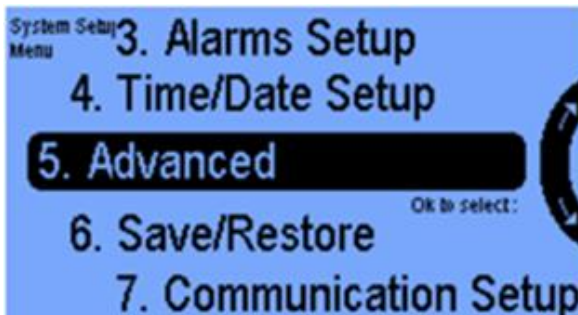 System Setup
Menu
3. Alarms Setup
4. Time/Date Setup
5. Advanced
Ok to select:
6. Save/Restore
7. Communication Setup